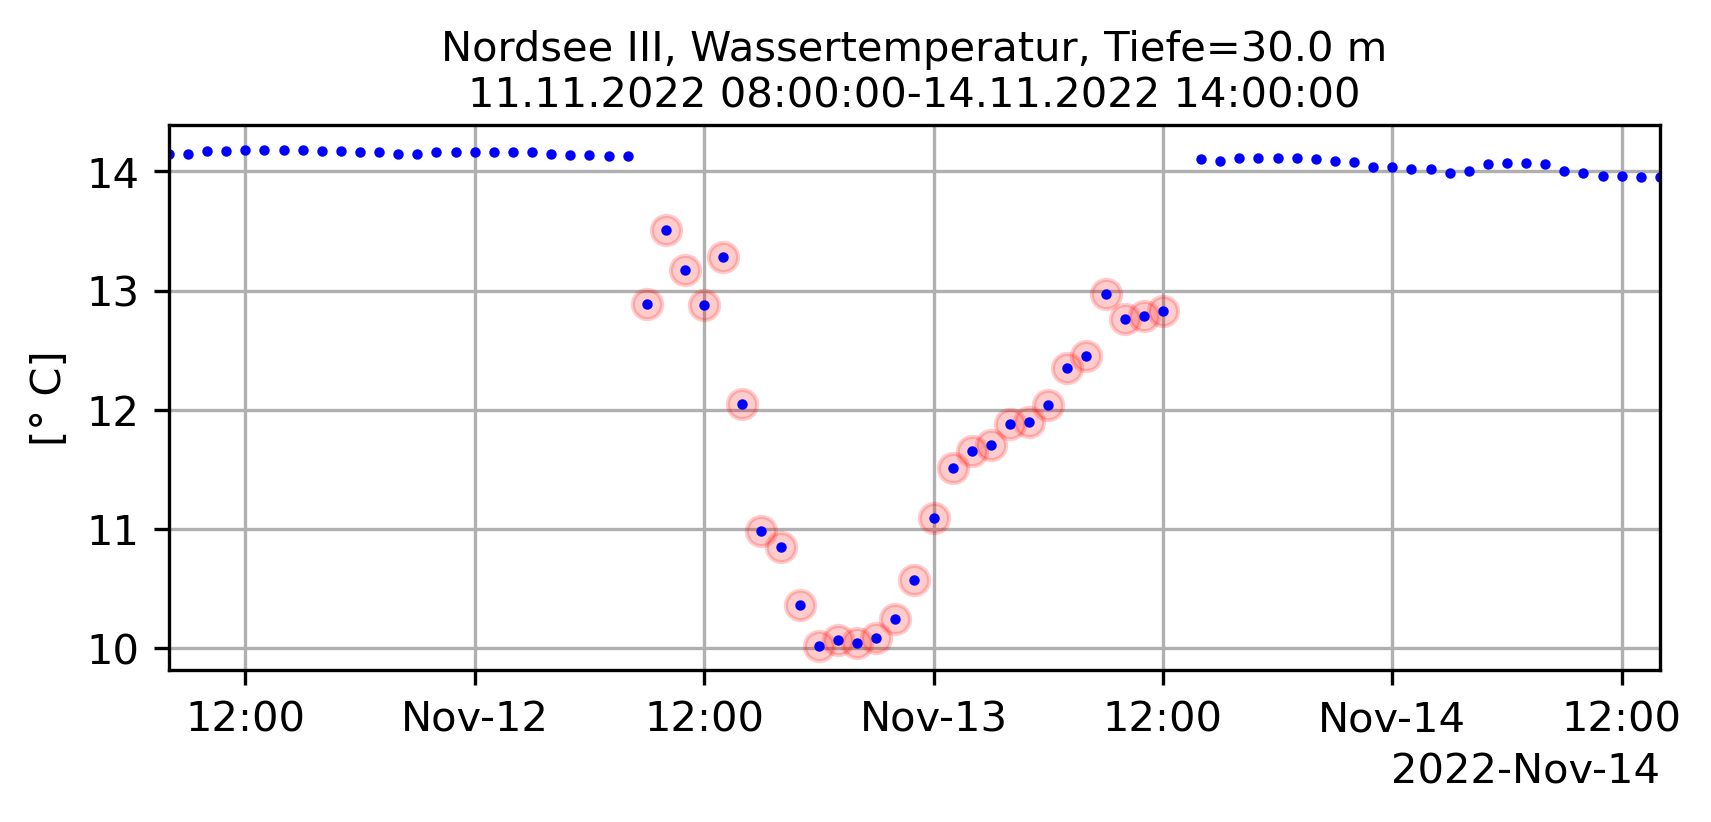 Nordsee III, Wassertemperatur, Tiefe=30.0 m
11.11.2022 08:00:00-14.11.2022 14:00:00
14
13
12
11
10
[° C]
12:00 Nov-12 12:00 Nov-13 12:00 Nov-14 12:00
2022-Nov-14